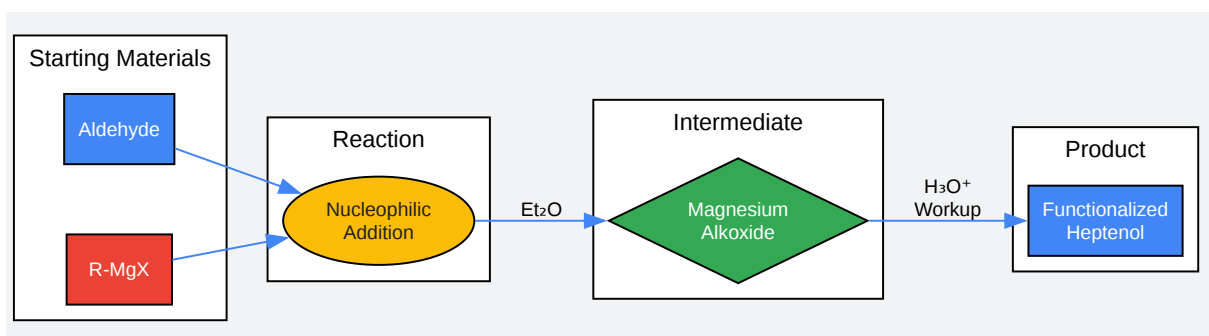 Starting Materials
Aldehyde
R-MgX
Reaction
Nucleophilic
Addition
Et₂O
Intermediate
Magnesium
Alkoxide
H₃O⁺
Workup
Product
Functionalized
Heptenol